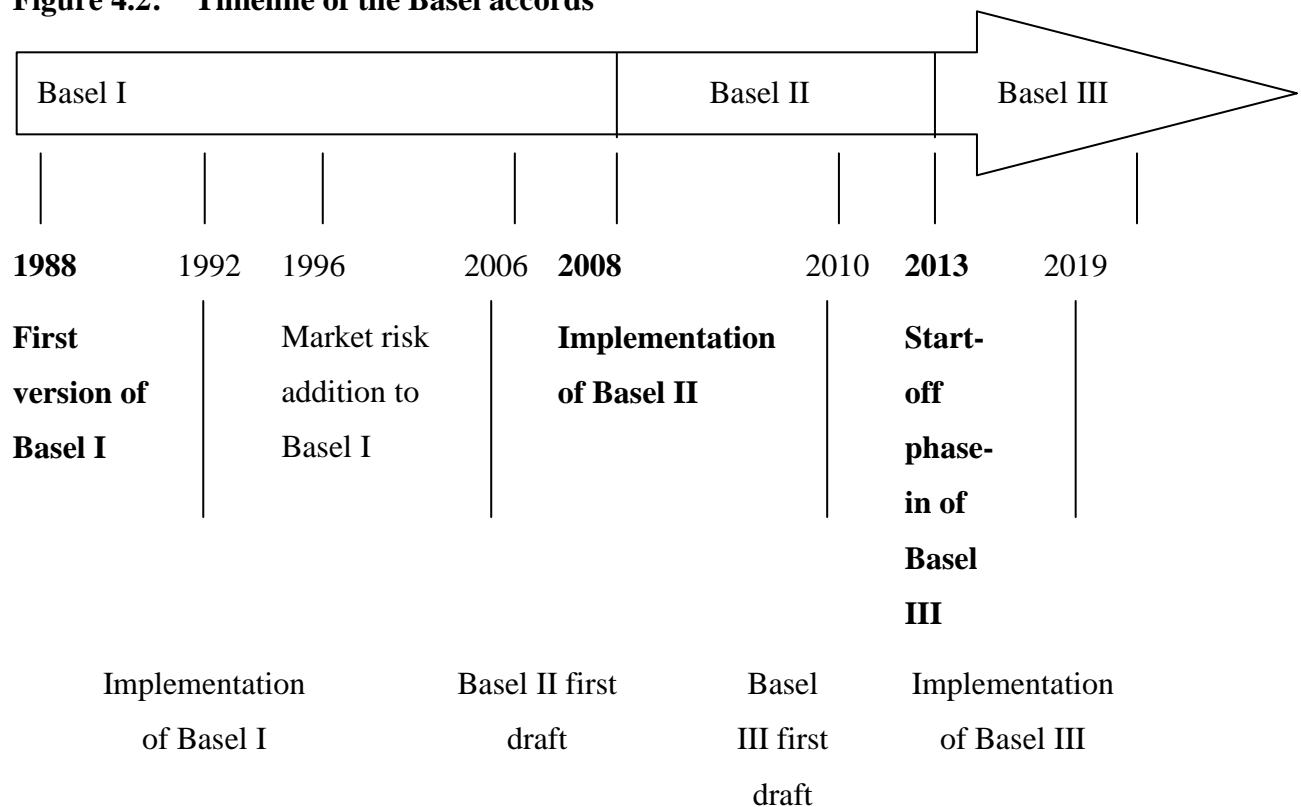 Figure 4.2: Timeline of the Basel accords
Basel I Basel II Basel III
1988 1992 1996 2006 2008 2010 2013 2019
First
version of
Basel I
Market risk
addition to
Basel I
Implementation
of Basel II
Start-
off
phase-
in of
Basel
III
Implementation
of Basel I
Basel II first
draft
Basel
III first
draft
Implementation
of Basel III